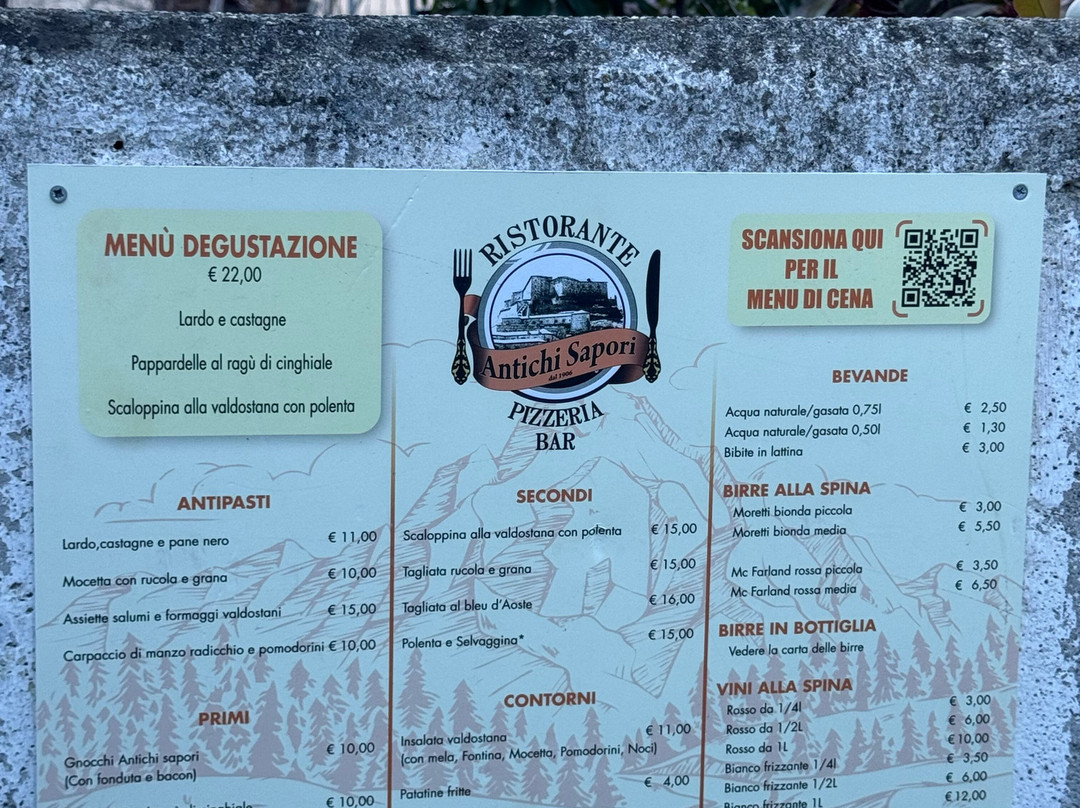 MENÙ DEGUSTAZIONE
€ 22,00
Lardo e castagne
Pappardelle al ragù di cinghiale
Scaloppina alla valdostana con polenta
RISTORANTE
Antichi Sapori
dal 1906
PIZZERIA
BAR
SCANSIONA QUI
PER IL
MENU DI CENA
ANTIPASTI
Lardo,castagne e pane nero € 11,00
Mocetta con rucola e grana € 10,00
Assiette salumi e formaggi valdostani € 15,00
Carpaccio di manzo radicchio e pomodorini € 10,00
PRIMI
Gnocchi Antichi sapori € 10,00
(Con fonduta e bacon)
di cinghiale € 10,00
SECONDI
Scaloppina alla valdostana con polenta € 15,00
Tagliata rucola e grana € 15,00
Tagliata al bleu d'Aoste € 16,00
Polenta e Selvaggina* € 15,00
CONTORNI
Insalata valdostana € 11,00
(con mela, Fontina, Mocetta, Pomodorini, Noci)
Patatine fritte € 4,00
BEVANDE
Acqua naturale/gasata 0,75l € 2,50
Acqua naturale/gasata 0,50l € 1,30
Bibite in lattina € 3,00
BIRRE ALLA SPINA
Moretti bionda piccola € 3,00
Moretti bionda media € 5,50
Mc Farland rossa piccola € 3,50
Mc Farland rossa media € 6,50
BIRRE IN BOTTIGLIA
Vedere la carta delle birre
VINI ALLA SPINA
Rosso da 1/4l € 3,00
Rosso da 1/2L € 6,00
Rosso da 1L €10,00
Bianco frizzante 1/4l € 3,50
Bianco frizzante 1/2L € 6,00
Bianco frizzante 1L €12,00